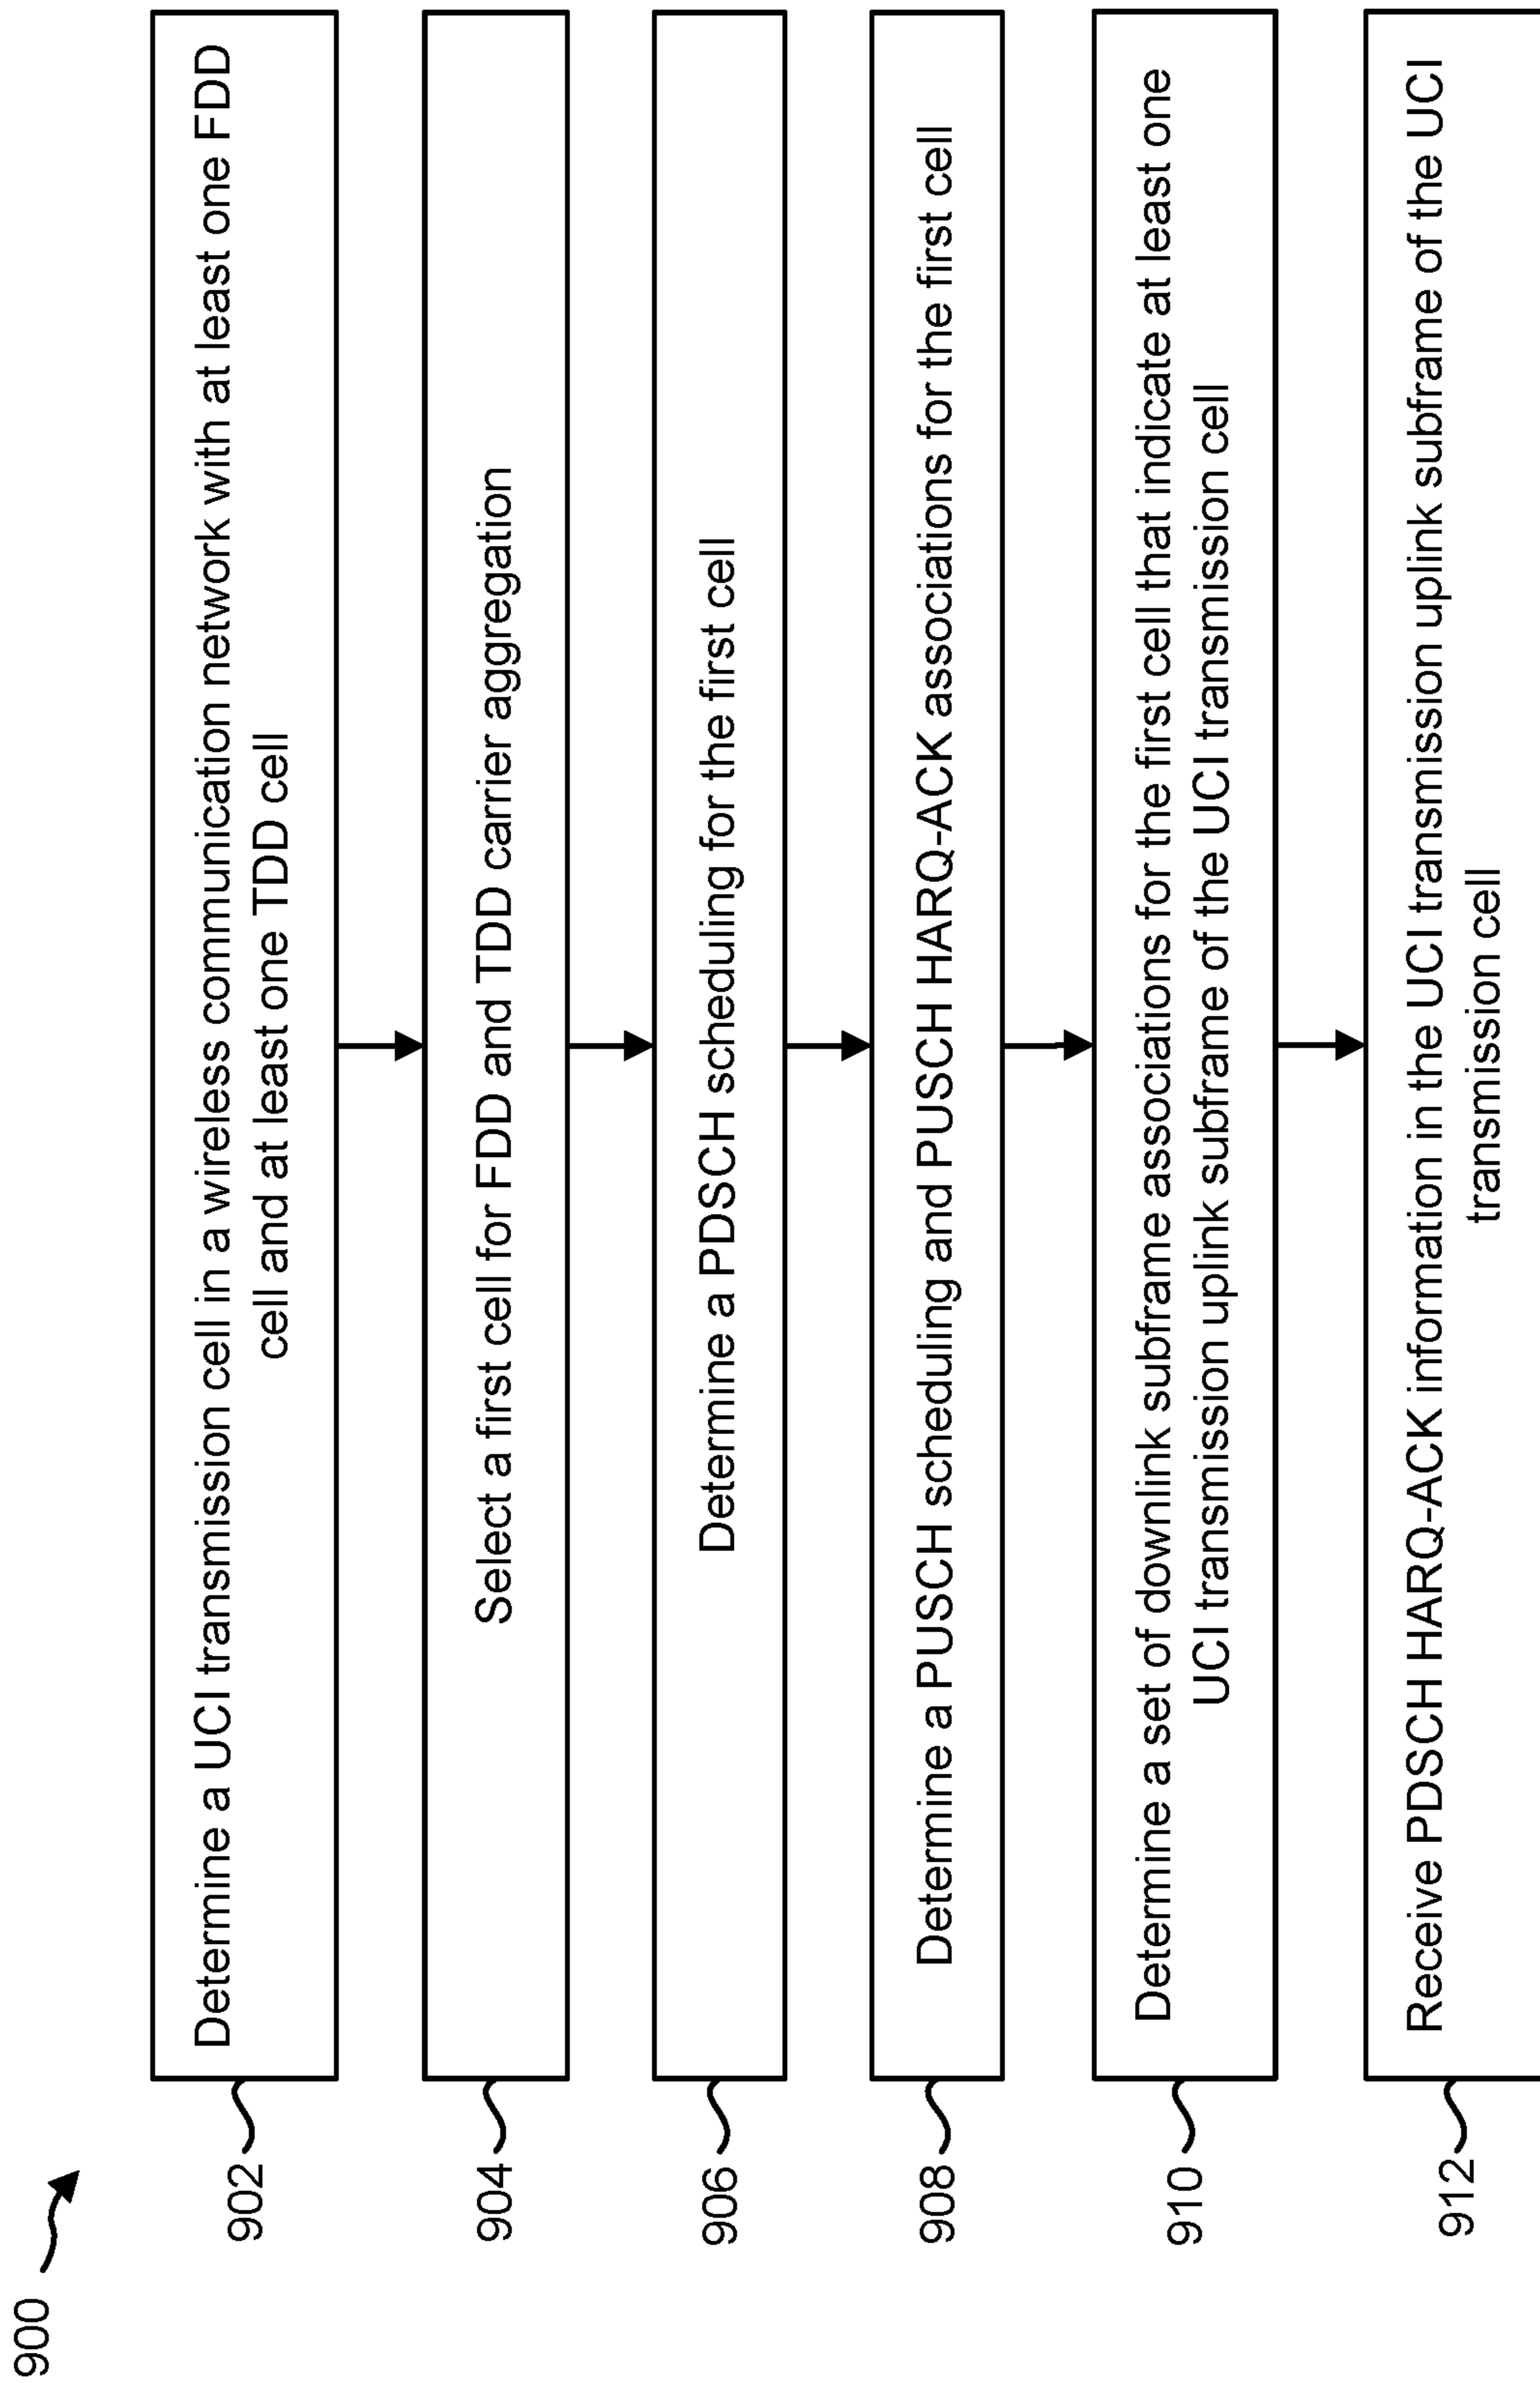 900
902
Determine a UCI transmission cell in a wireless communication network with at least one FDD
cell and at least one TDD cell
904
Select a first cell for FDD and TDD carrier aggregation
906
Determine a PDSCH scheduling for the first cell
908
Determine a PUSCH scheduling and PUSCH HARQ-ACK associations for the first cell
910
Determine a set of downlink subframe associations for the first cell that indicate at least one
UCI transmission uplink subframe of the UCI transmission cell
912
Receive PDSCH HARQ-ACK information in the UCI transmission uplink subframe of the UCI
transmission cell